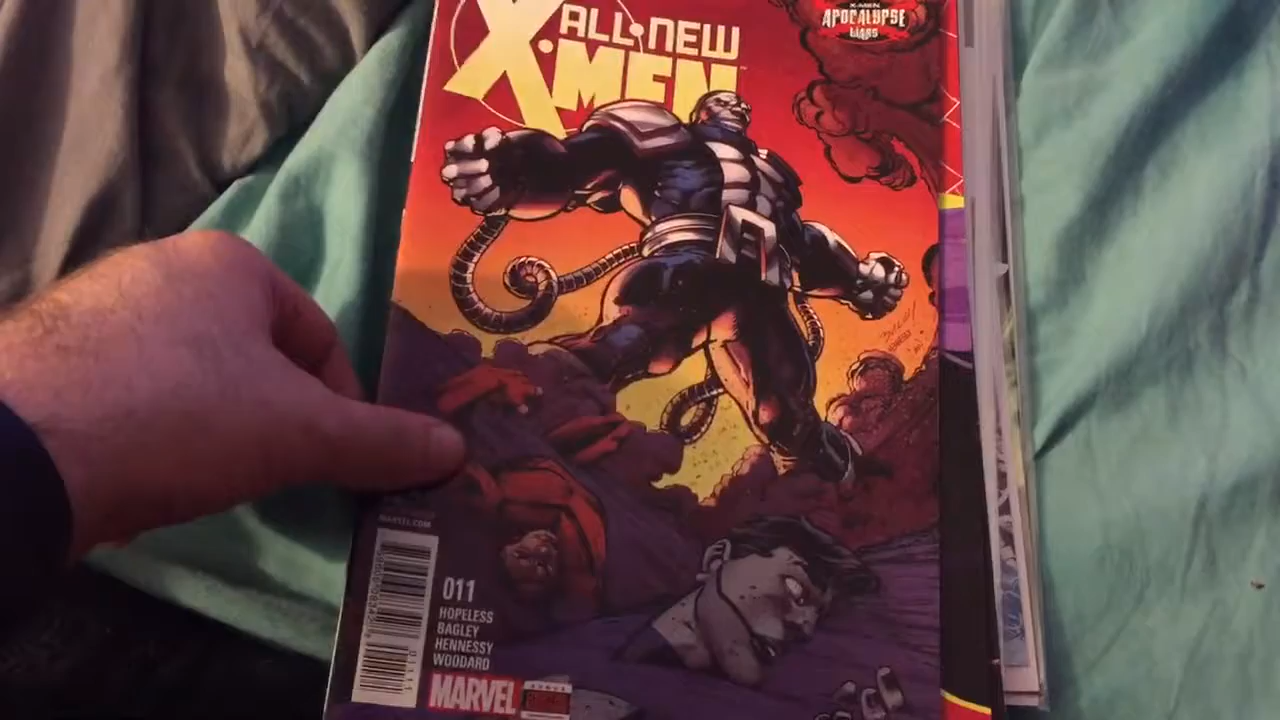 ALL·NEW
X·MEN
X-MEN
APOCALYPSE
WARS
MARVEL.COM
011
HOPELESS
BAGLEY
HENNESSY
WOODARD
MARVEL